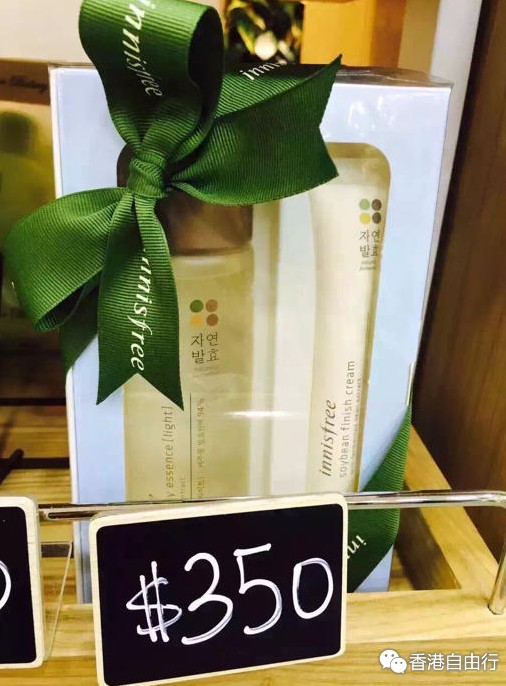 innisfree
innisfree
innisfree
자연
발효
자연
발효
essence [light]
innisfree
soybean finish cream
$350
香港自由行